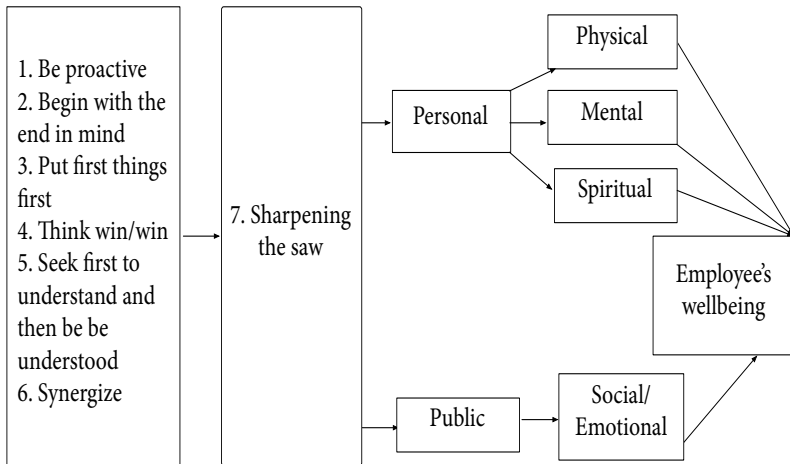 1. Be proactive
2. Begin with the
end in mind
3. Put first things
first
4. Think win/win
5. Seek first to
understand and
then be be
understood
6. Synergize
7. Sharpening
the saw
Personal
Public
Physical
Mental
Spiritual
Social/
Emotional
Employee's
wellbeing